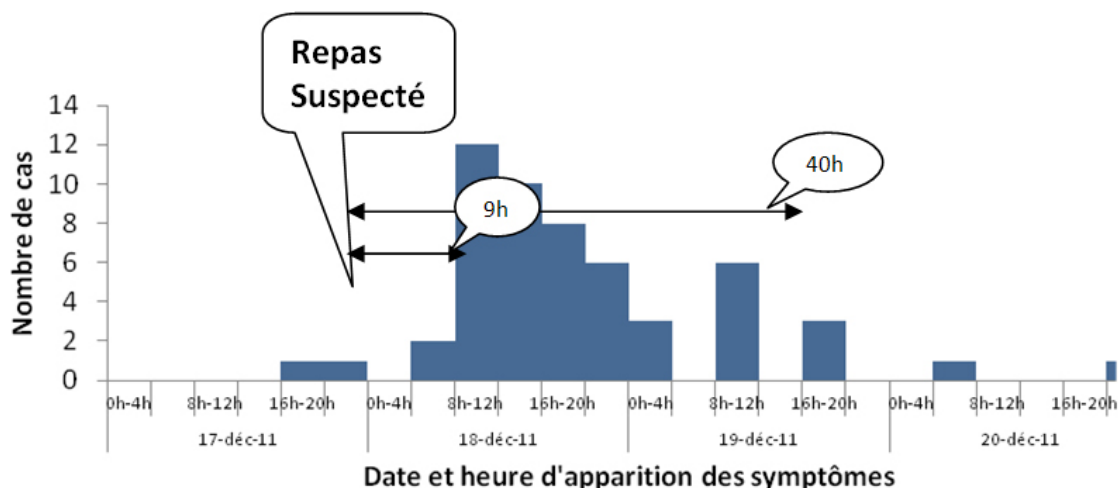 Repas
Suspecté
Nombre de cas
14
12
10
8
6
4
2
0
40h
9h
0h-4h 8h-12h 16h-20h 0h-4h 8h-12h 16h-20h 0h-4h 8h-12h 16h-20h 0h-4h 8h-12h 16h-20h
17-déc-11 18-déc-11 19-déc-11 20-déc-11
Date et heure d'apparition des symptômes